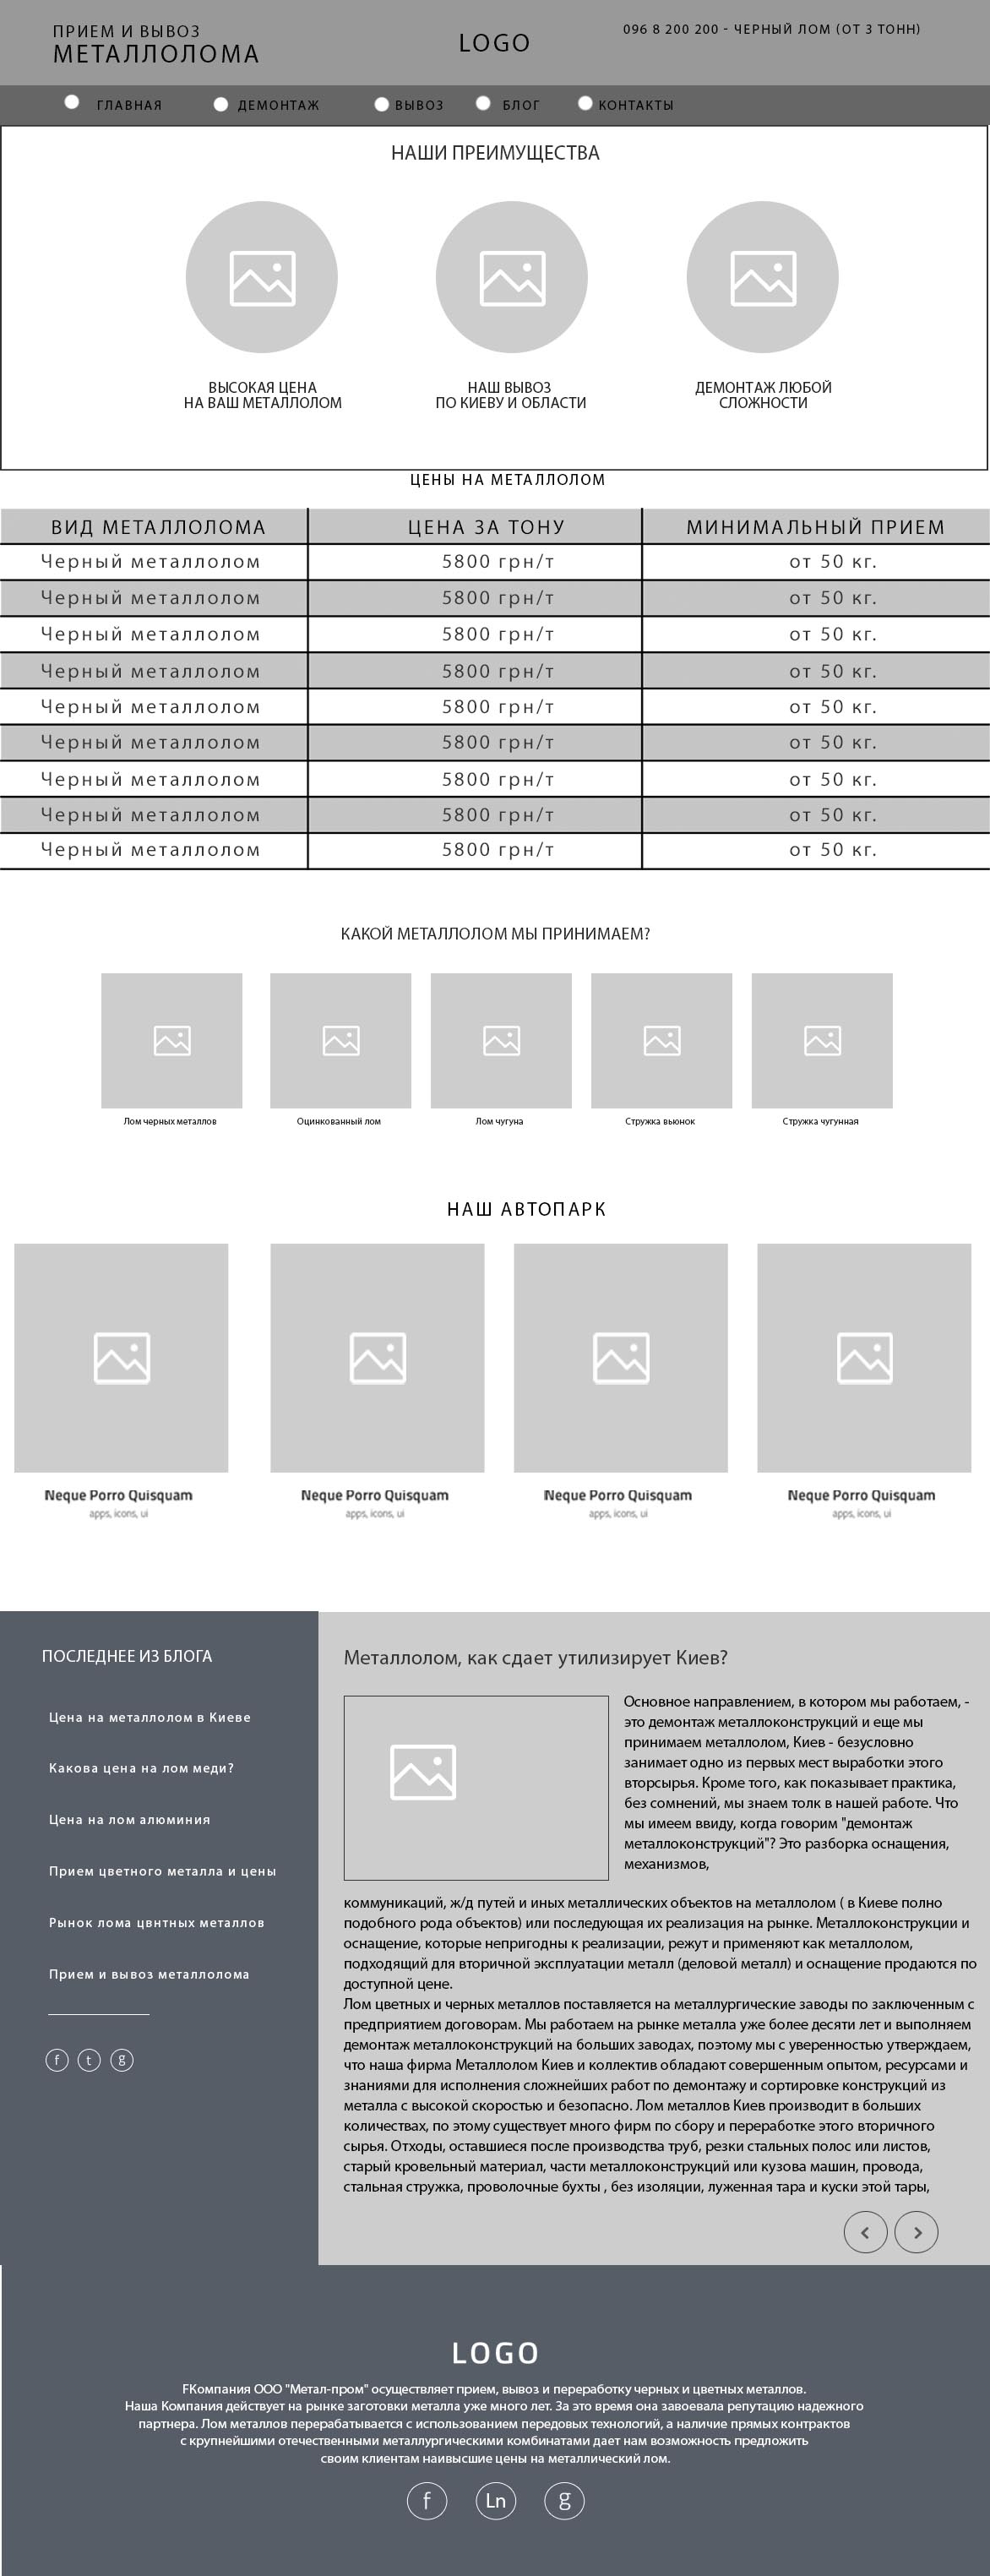 ПРИЕМ И ВЫВОЗ
МЕТАЛЛОЛОМА
LOGO
096 8 200 200 - ЧЕРНЫЙ ЛОМ (ОТ 3 ТОНН)
ГЛАВНАЯ ДЕМОНТАЖ ВЫВОЗ БЛОГ КОНТАКТЫ
НАШИ ПРЕИМУЩЕСТВА
ВЫСОКАЯ ЦЕНА
НА ВАШ МЕТАЛЛОЛОМ
НАШ ВЫВОЗ
ПО КИЕВУ И ОБЛАСТИ
ДЕМОНТАЖ ЛЮБОЙ
СЛОЖНОСТИ
ЦЕНЫ НА МЕТАЛЛОЛОМ
ВИД МЕТАЛЛОЛОМА ЦЕНА ЗА ТОНУ МИНИМАЛЬНЫЙ ПРИЕМ
Черный металлолом 5800 грн/т от 50 кг.
Черный металлолом 5800 грн/т от 50 кг.
Черный металлолом 5800 грн/т от 50 кг.
Черный металлолом 5800 грн/т от 50 кг.
Черный металлолом 5800 грн/т от 50 кг.
Черный металлолом 5800 грн/т от 50 кг.
Черный металлолом 5800 грн/т от 50 кг.
Черный металлолом 5800 грн/т от 50 кг.
Черный металлолом 5800 грн/т от 50 кг.
КАКОЙ МЕТАЛЛОЛОМ МЫ ПРИНИМАЕМ?
Лом черных металлов Оцинкованный лом Лом чугуна Стружка вьюнок Стружка чугунная
НАШ АВТОПАРК
Neque Porro Quisquam Neque Porro Quisquam Neque Porro Quisquam Neque Porro Quisquam
apps, icons, ui apps, icons, ui apps, icons, ui apps, icons, ui
ПОСЛЕДНЕЕ ИЗ БЛОГА
Цена на металлолом в Киеве
Какова цена на лом меди?
Цена на лом алюминия
Прием цветного металла и цены
Рынок лома цвнтных металлов
Прием и вывоз металлолома
f t g
Металлолом, как сдает утилизирует Киев?
Основное направлением, в котором мы работаем, -
это демонтаж металлоконструкций и еще мы
принимаем металлолом, Киев - безусловно
занимает одно из первых мест выработки этого
вторсырья. Кроме того, как показывает практика,
без сомнений, мы знаем толк в нашей работе. Что
мы имеем ввиду, когда говорим "демонтаж
металлоконструкций"? Это разборка оснащения,
механизмов,
коммуникаций, ж/д путей и иных металлических объектов на металлолом ( в Киеве полно
подобного рода объектов) или последующая их реализация на рынке. Металлоконструкции и
оснащение, которые непригодны к реализации, режут и применяют как металлолом,
подходящий для вторичной эксплуатации металл (деловой металл) и оснащение продаются по
доступной цене.
Лом цветных и черных металлов поставляется на металлургические заводы по заключенным с
предприятием договорам. Мы работаем на рынке металла уже более десяти лет и выполняем
демонтаж металлоконструкций на больших заводах, поэтому мы с уверенностью утверждаем,
что наша фирма Металлолом Киев и коллектив обладают совершенным опытом, ресурсами и
знаниями для исполнения сложнейших работ по демонтажу и сортировке конструкций из
металла с высокой скоростью и безопасно. Лом металлов Киев производит в больших
количествах, по этому существует много фирм по сбору и переработке этого вторичного
сырья. Отходы, оставшиеся после производства труб, резки стальных полос или листов,
старый кровельный материал, части металлоконструкций или кузова машин, провода,
стальная стружка, проволочные бухты , без изоляции, луженная тара и куски этой тары,
LOGO
FКомпания ООО "Метал-пром" осуществляет прием, вывоз и переработку черных и цветных металлов.
Наша Компания действует на рынке заготовки металла уже много лет. За это время она завоевала репутацию надежного
партнера. Лом металлов перерабатывается с использованием передовых технологий, а наличие прямых контрактов
с крупнейшими отечественными металлургическими комбинатами дает нам возможность предложить
своим клиентам наивысшие цены на металлический лом.
f Ln g